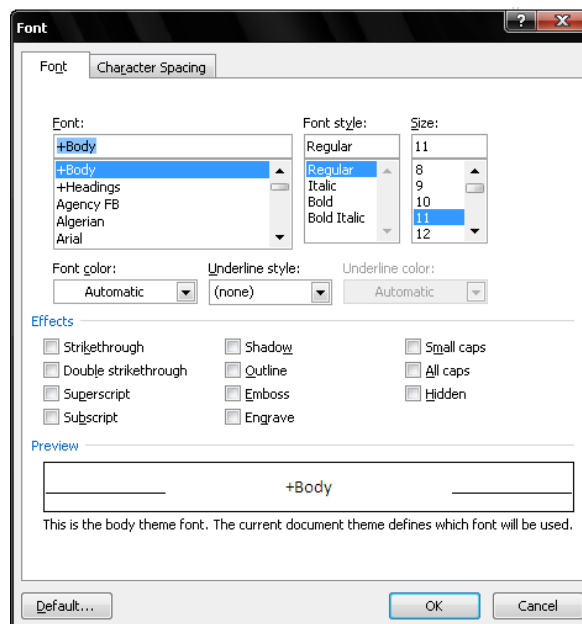 Font
?
X
Font
Character Spacing
Font:
Font style:
Size:
+Body
Regular
11
+Body
+Headings
Agency FB
Algerian
Arial
Regular
Italic
Bold
Bold Italic
8
9
10
11
12
Font color:
Underline style:
Underline color:
Automatic
(none)
Automatic
Effects
Strikethrough
Shadow
Small caps
Double strikethrough
Outline
All caps
Superscript
Emboss
Hidden
Subscript
Engrave
Preview
+Body
This is the body theme font. The current document theme defines which font will be used.
Default...
OK
Cancel